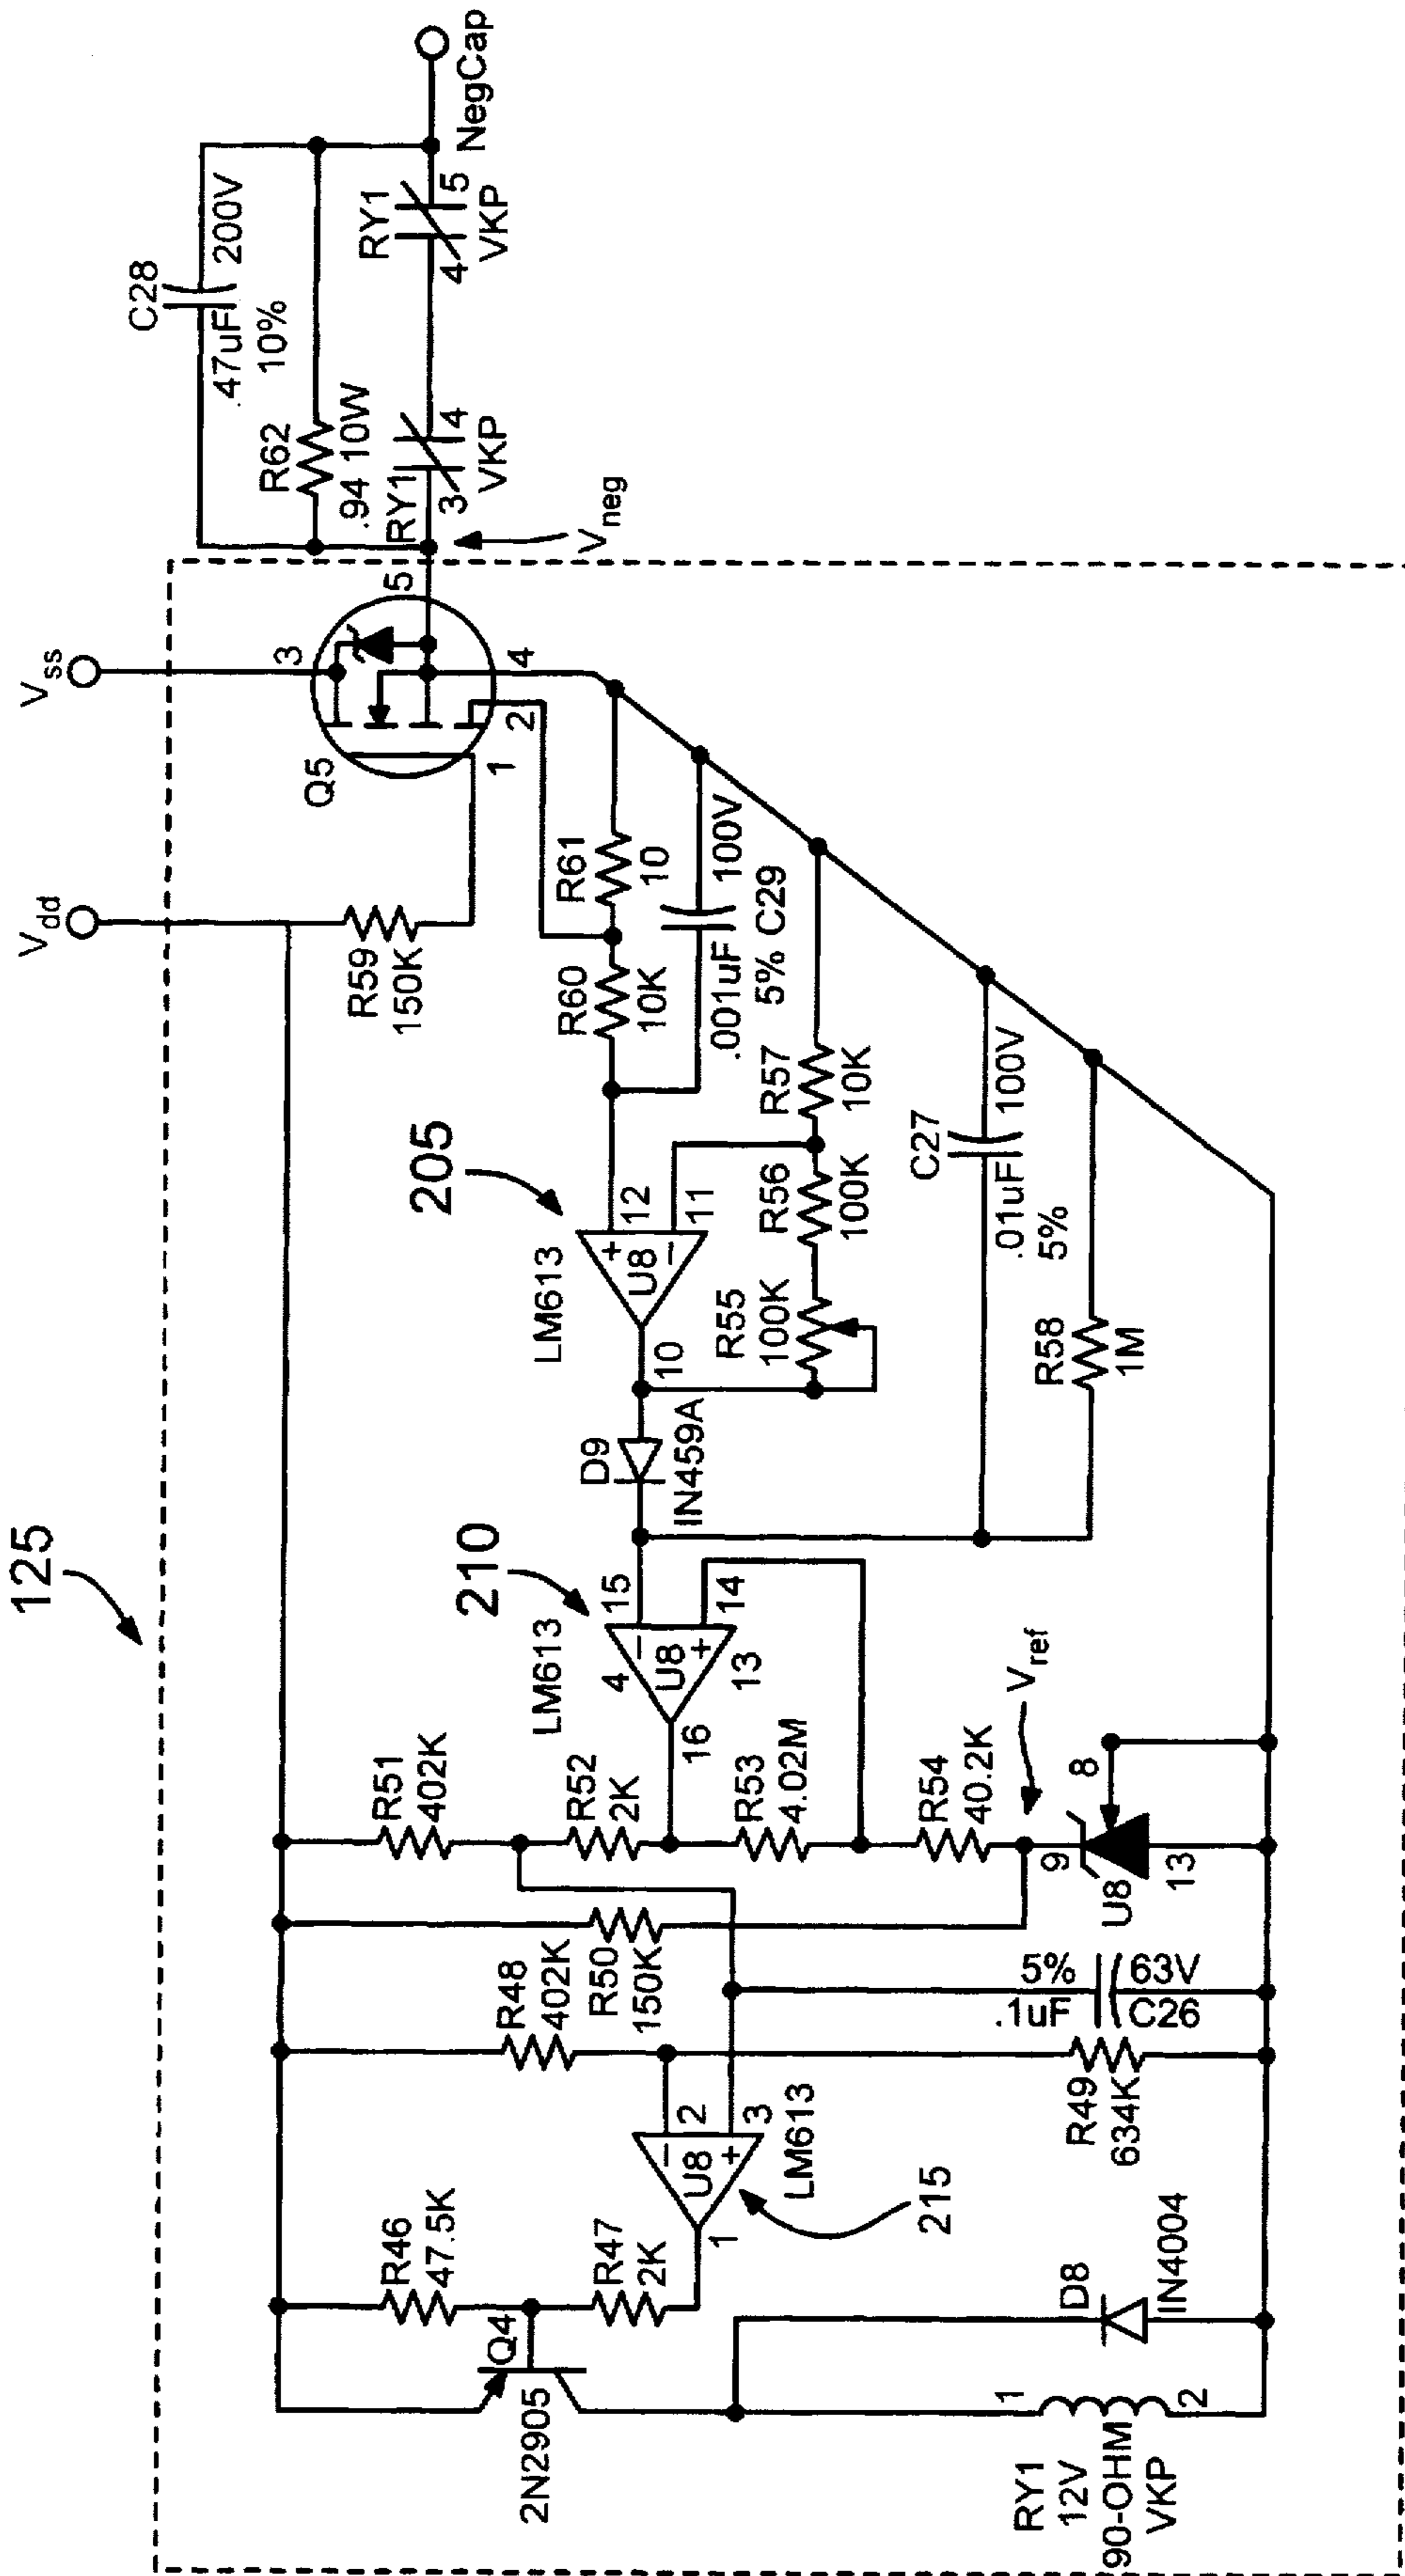 125
V_dd
V_ss
R46
47.5K
Q4
2N2905
R47
2K
1
U8
−
+
2
3
LM613
215
R48
402K
R49
634K
R50
150K
5%
.1uF
63V
C26
R51
402K
R52
2K
R53
4.02M
R54
40.2K
V_ref
9
8
U8
13
D8
IN4004
RY1
12V
90-OHM
VKP
1
2
210
LM613
4
U8
−
+
13
15
14
16
D9
IN459A
205
LM613
10
U8
+
−
12
11
R55
100K
R56
100K
R57
10K
R58
1M
C27
.01uF
100V
5%
R59
150K
R60
10K
R61
10
.001uF
100V
5% C29
Q5
1
2
3
4
5
V_neg
R62
.94 10W
C28
.47uF
200V
10%
RY1
3
4
VKP
RY1
4
5
VKP
NegCap